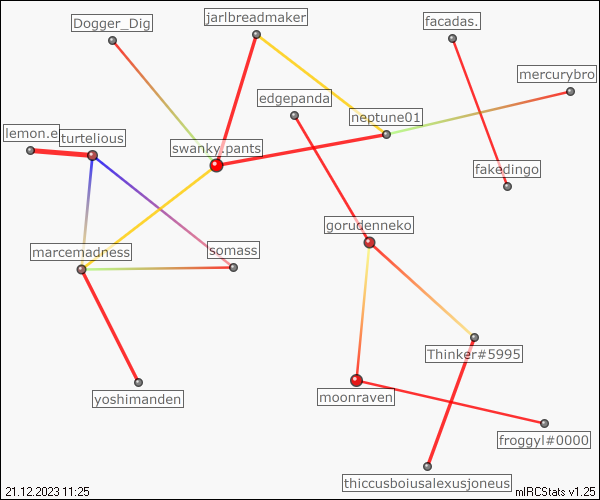 jarlbreadmaker
Dogger_Dig
facadas.
mercurybro
edgepanda
neptune01
lemon.e
turtelious
swanky.pants
fakedingo
gorudenneko
marcemadness
somass
Thinker#5995
yoshimanden
moonraven
froggyl#0000
thiccusboiusalexusjoneus
21.12.2023 11:25
mIRCStats v1.25